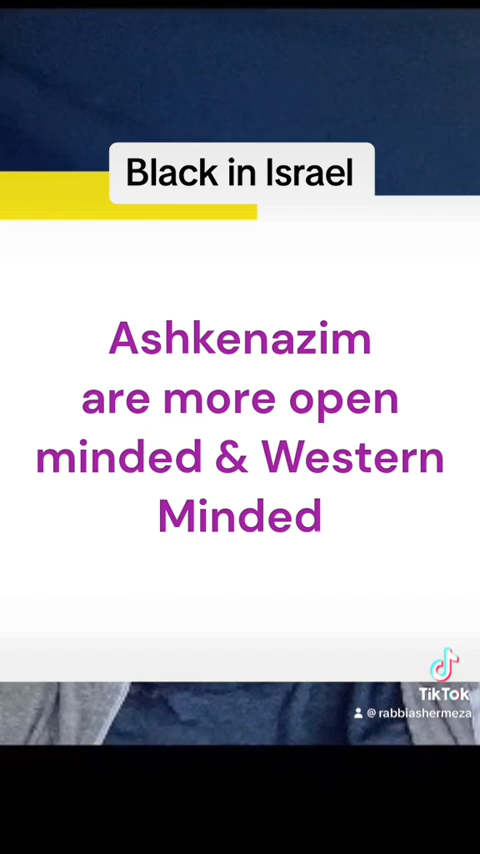 Black in Israel
Ashkenazim
are more open
minded & Western
Minded
TikTok
@rabbiashermeza